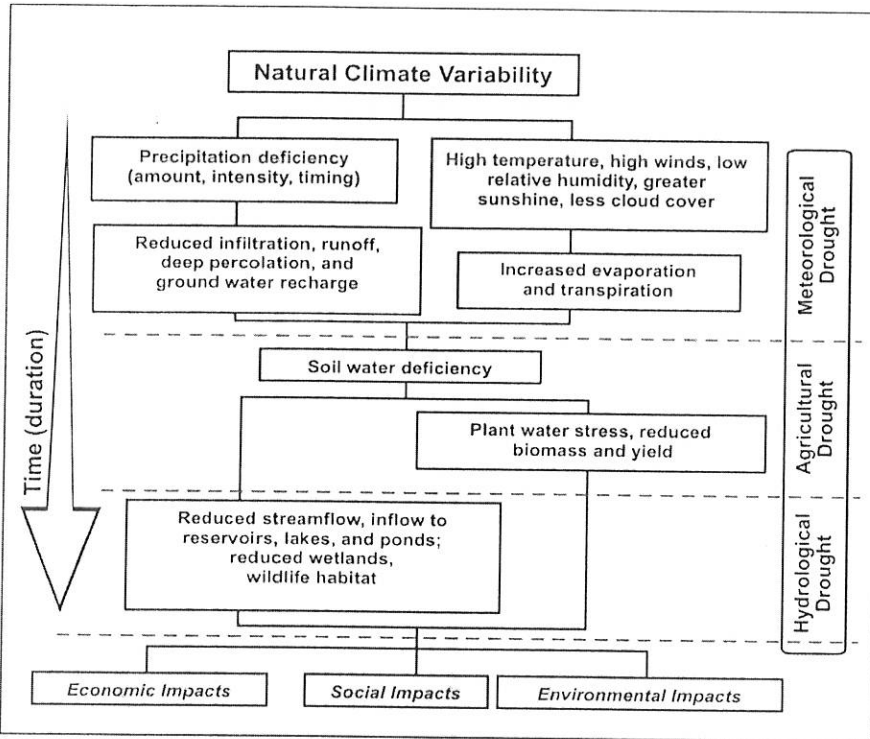 Natural Climate Variability
Precipitation deficiency
(amount, intensity, timing)
High temperature, high winds, low
relative humidity, greater
sunshine, less cloud cover
Reduced infiltration, runoff,
deep percolation, and
ground water recharge
Increased evaporation
and transpiration
Meteorological
Drought
Time (duration)
Soil water deficiency
Plant water stress, reduced
biomass and yield
Agricultural
Drought
Reduced streamflow, inflow to
reservoirs, lakes, and ponds;
reduced wetlands,
wildlife habitat
Hydrological
Drought
Economic Impacts
Social Impacts
Environmental Impacts